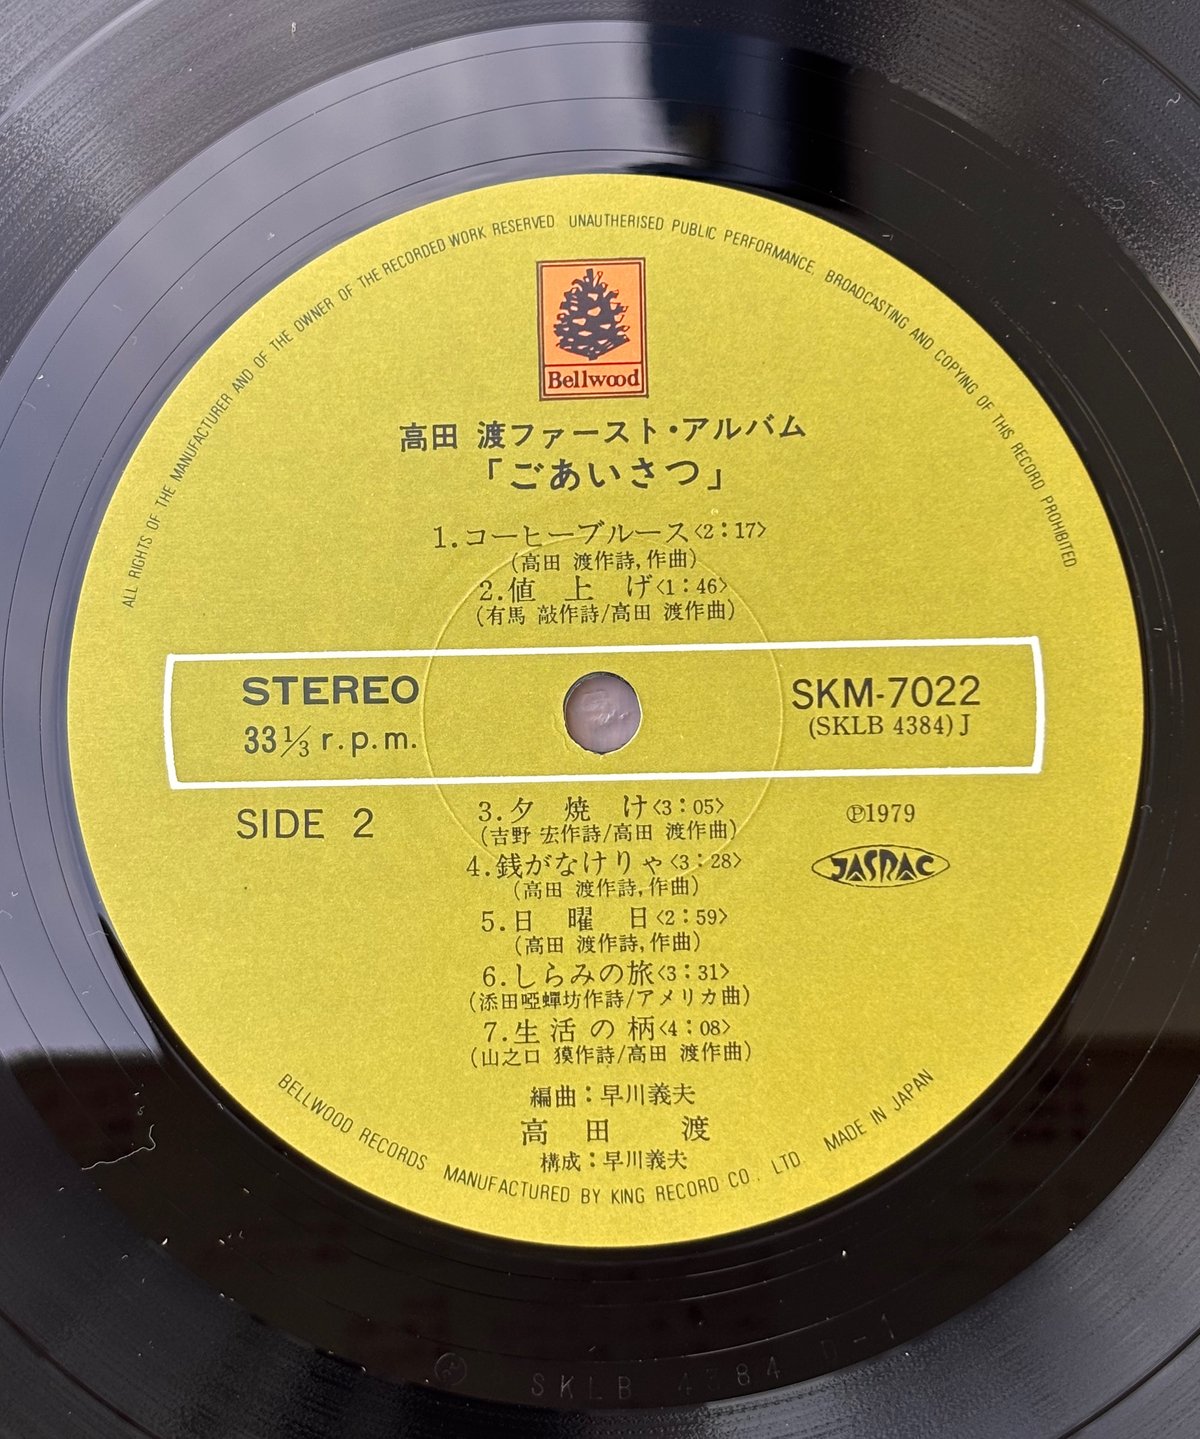 ALL RIGHTS OF THE MANUFACTURER AND OF THE OWNER OF THE RECORDED WORK RESERVED. UNAUTHERISED PUBLIC PERFORMANCE, BROADCASTING AND COPYING OF THIS RECORD PROHIBITED
Bellwood
高田 渡ファースト・アルバム
「ごあいさつ」
1.コーヒーブルース〈2:17〉
(高田 渡作詩,作曲)
2.値上げ〈1:46〉
(有馬 敲作詩/高田 渡作曲)
STEREO
33 1/3 r.p.m.
SKM-7022
(SKLB 4384) J
SIDE 2
3.夕焼け〈3:05〉
(吉野 宏作詩/高田 渡作曲)
4.銭がなけりゃ〈3:28〉
(高田 渡作詩,作曲)
5.日曜日〈2:59〉
(高田 渡作詩,作曲)
6.しらみの旅〈3:31〉
(添田啞蟬坊作詩/アメリカ曲)
7.生活の柄〈4:08〉
(山之口 獏作詩/高田 渡作曲)
℗1979
JASRAC
編曲:早川義夫
高田 渡
構成:早川義夫
BELLWOOD RECORDS MANUFACTURED BY KING RECORD CO., LTD MADE IN JAPAN
SKLB 4384 D-1